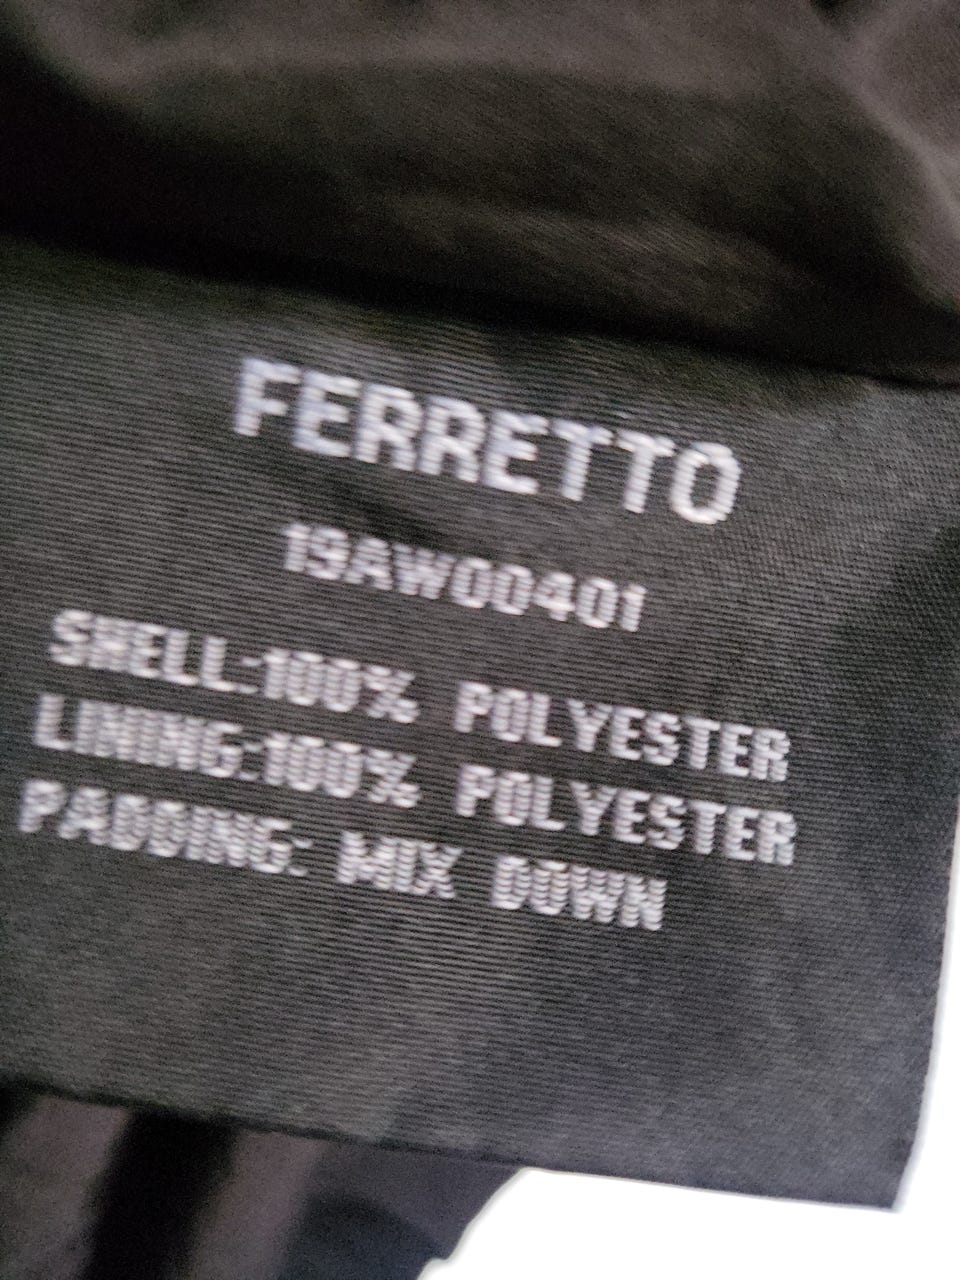 FERRETTO
19AW00401
SHELL:100% POLYESTER
LINING:100% POLYESTER
PADDING: MIX DOWN